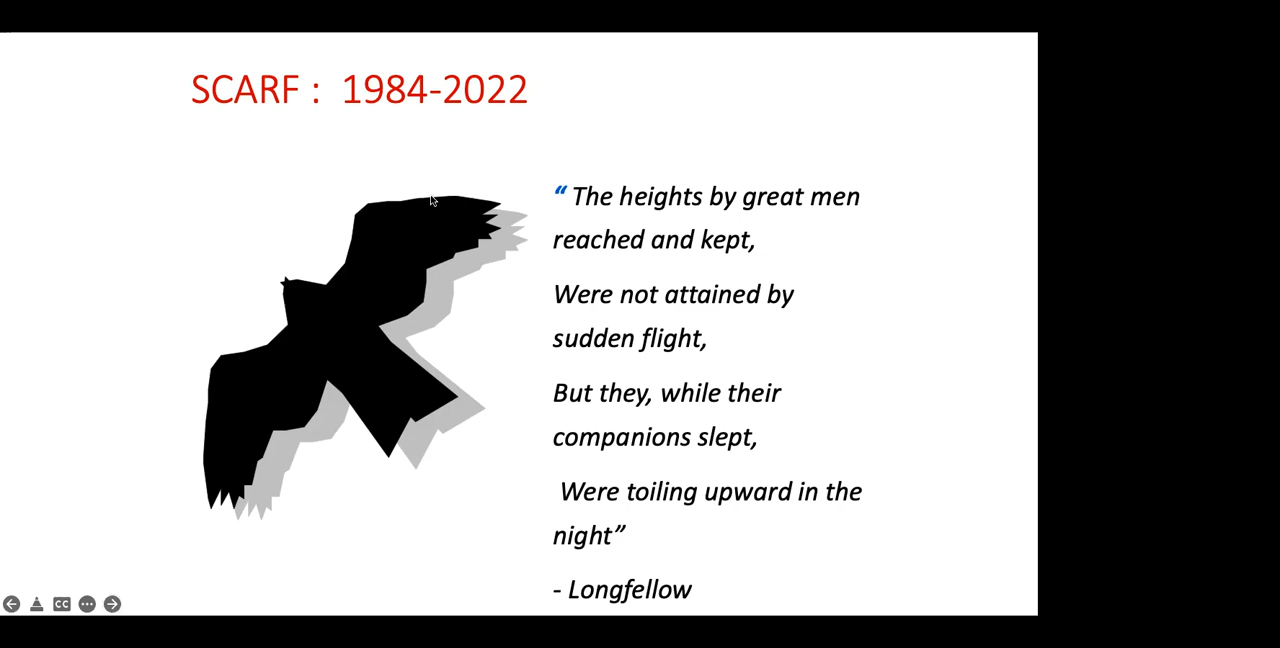 SCARF : 1984-2022
“ The heights by great men
reached and kept,
Were not attained by
sudden flight,
But they, while their
companions slept,
Were toiling upward in the
night”
- Longfellow
CC